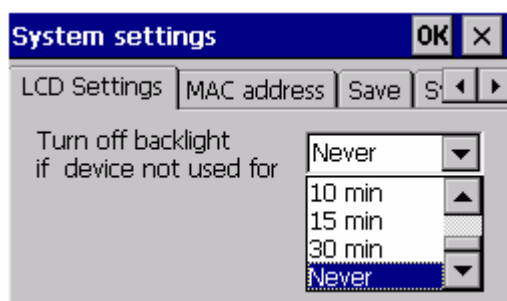 System settings OK ×
LCD Settings MAC address Save S
Turn off backlight
if device not used for
Never
10 min
15 min
30 min
Never